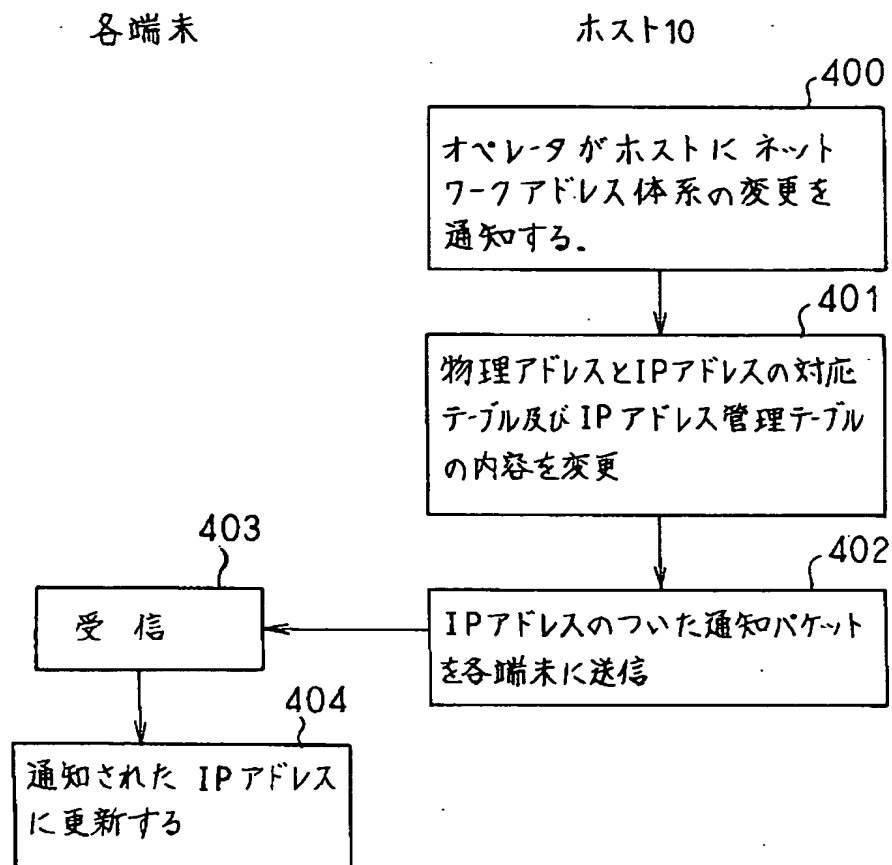 各端末
ホスト10
400
オペレータがホストに ネット
ワークアドレス体系の変更を
通知する.
401
物理アドレスとIPアドレスの対応
テーブル及び IPアドレス管理テーブル
の内容を変更
402
IPアドレスのついた通知パケット
を各端末に送信
403
受信
404
通知された IPアドレス
に更新する